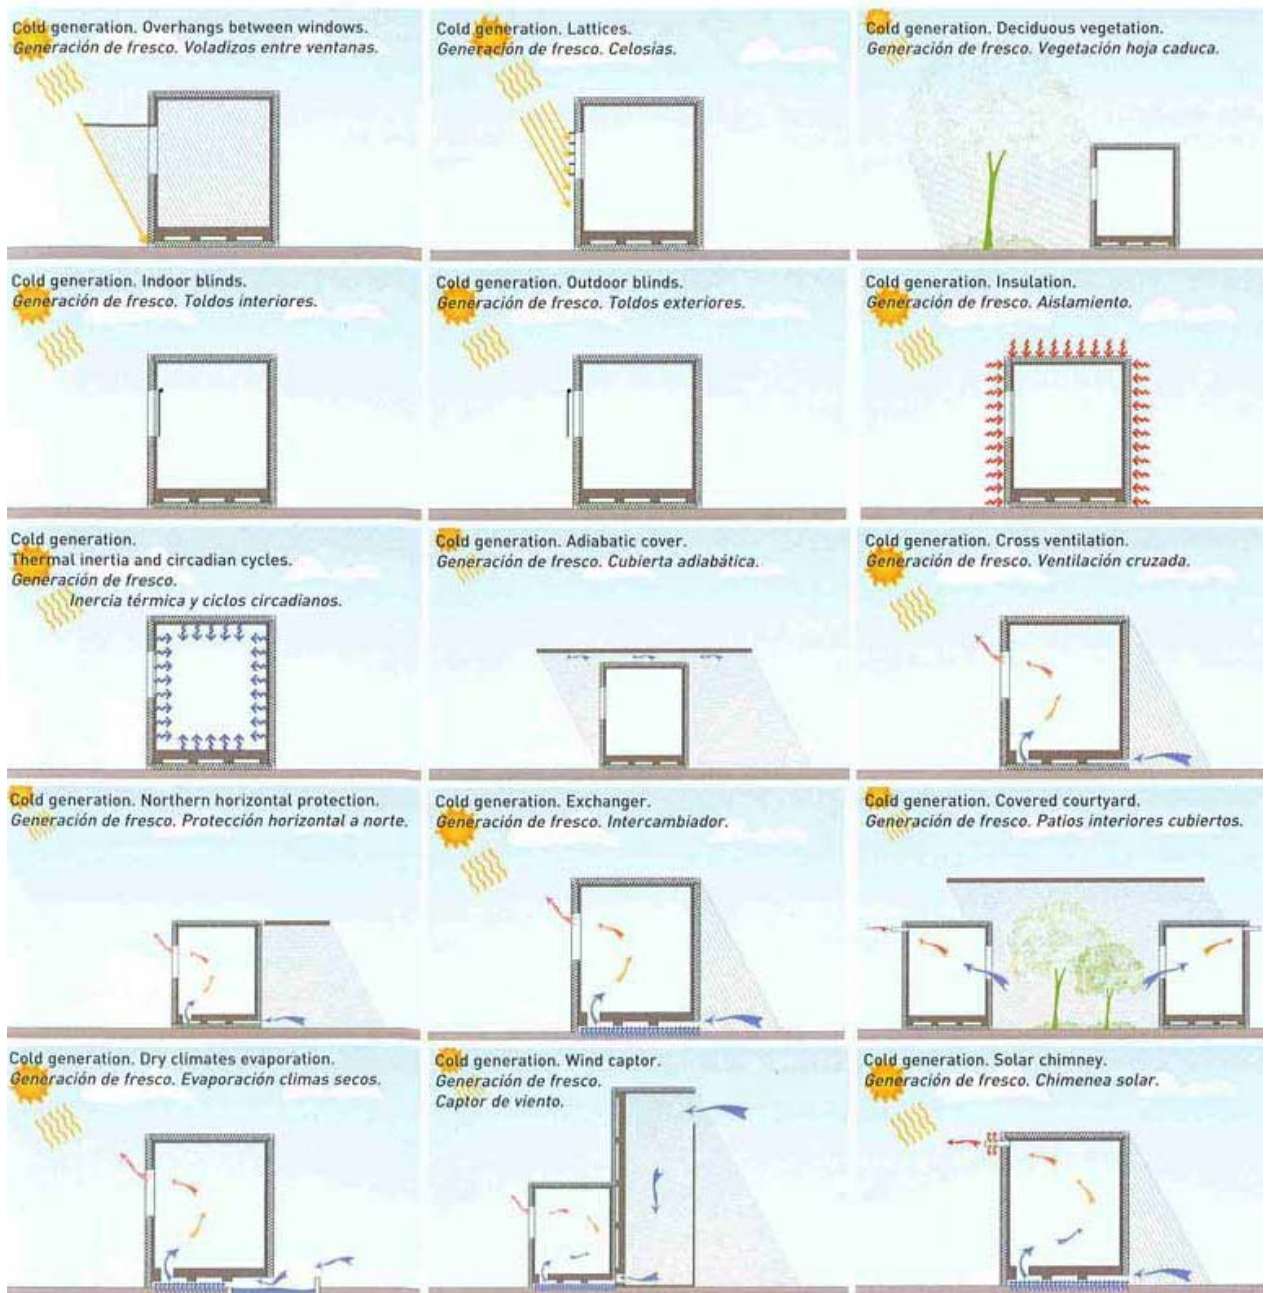 Cold generation. Overhangs between windows.
Generación de fresco. Voladizos entre ventanas.
Cold generation. Lattices.
Generación de fresco. Celosías.
Cold generation. Deciduous vegetation.
Generación de fresco. Vegetación hoja caduca.
Cold generation. Indoor blinds.
Generación de fresco. Toldos interiores.
Cold generation. Outdoor blinds.
Generación de fresco. Toldos exteriores.
Cold generation. Insulation.
Generación de fresco. Aislamiento.
Cold generation.
Thermal inertia and circadian cycles.
Generación de fresco.
Inercia térmica y ciclos circadianos.
Cold generation. Adiabatic cover.
Generación de fresco. Cubierta adiabática.
Cold generation. Cross ventilation.
Generación de fresco. Ventilación cruzada.
Cold generation. Northern horizontal protection.
Generación de fresco. Protección horizontal a norte.
Cold generation. Exchanger.
Generación de fresco. Intercambiador.
Cold generation. Covered courtyard.
Generación de fresco. Patios interiores cubiertos.
Cold generation. Dry climates evaporation.
Generación de fresco. Evaporación climas secos.
Cold generation. Wind captor.
Generación de fresco.
Captor de viento.
Cold generation. Solar chimney.
Generación de fresco. Chimenea solar.